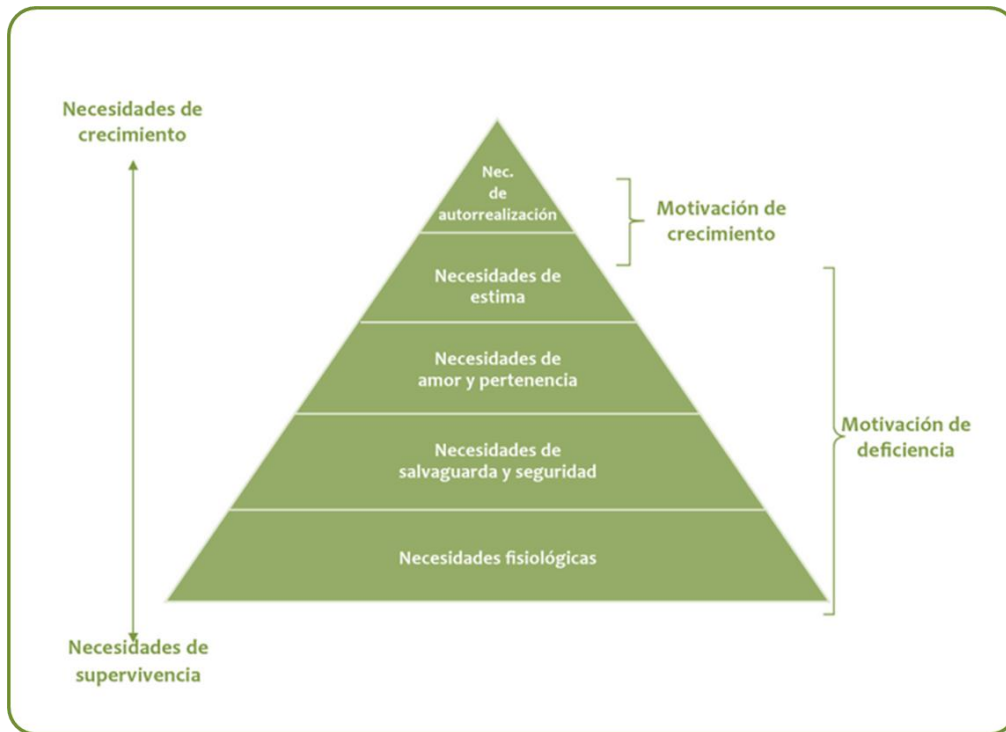 Necesidades de
crecimiento
Nec.
de
autorrealización
Motivación de
crecimiento
Necesidades de
estima
Necesidades de
amor y pertenencia
Motivación de
deficiencia
Necesidades de
salvaguarda y seguridad
Necesidades fisiológicas
Necesidades de
supervivencia